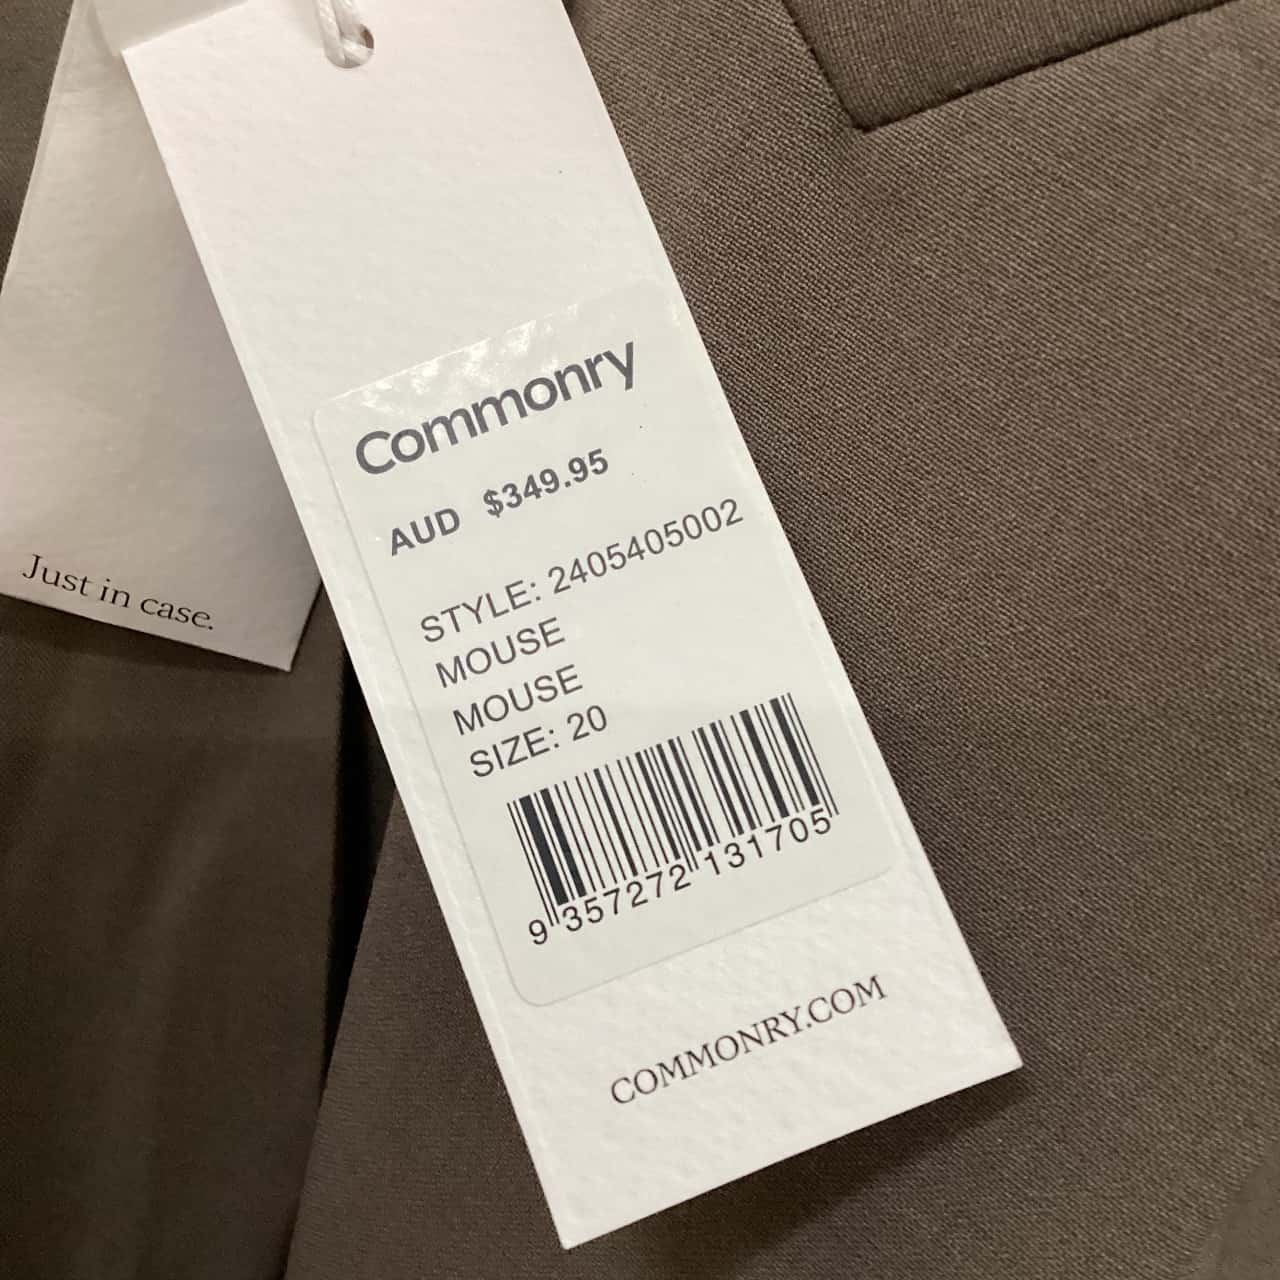 Just in case.
Commonry
AUD $349.95
STYLE: 2405405002
MOUSE
MOUSE
SIZE: 20
9 357272 131705
COMMONRY.COM